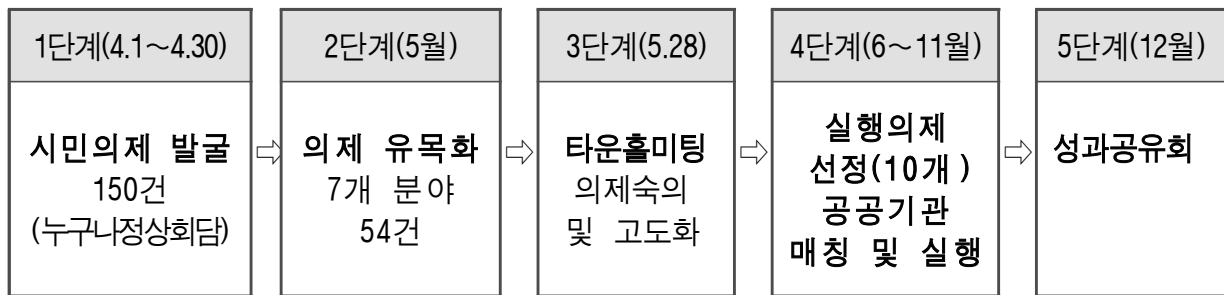 1단계(4.1～4.30)
시민의제 발굴
150건
(누구나정상회담)
⇨
2단계(5월)
의제 유목화
7개 분야
54건
⇨
3단계(5.28)
타운홀미팅
의제숙의
및 고도화
⇨
4단계(6～11월)
실행의제
선정(10개)
공공기관
매칭 및 실행
⇨
5단계(12월)
성과공유회